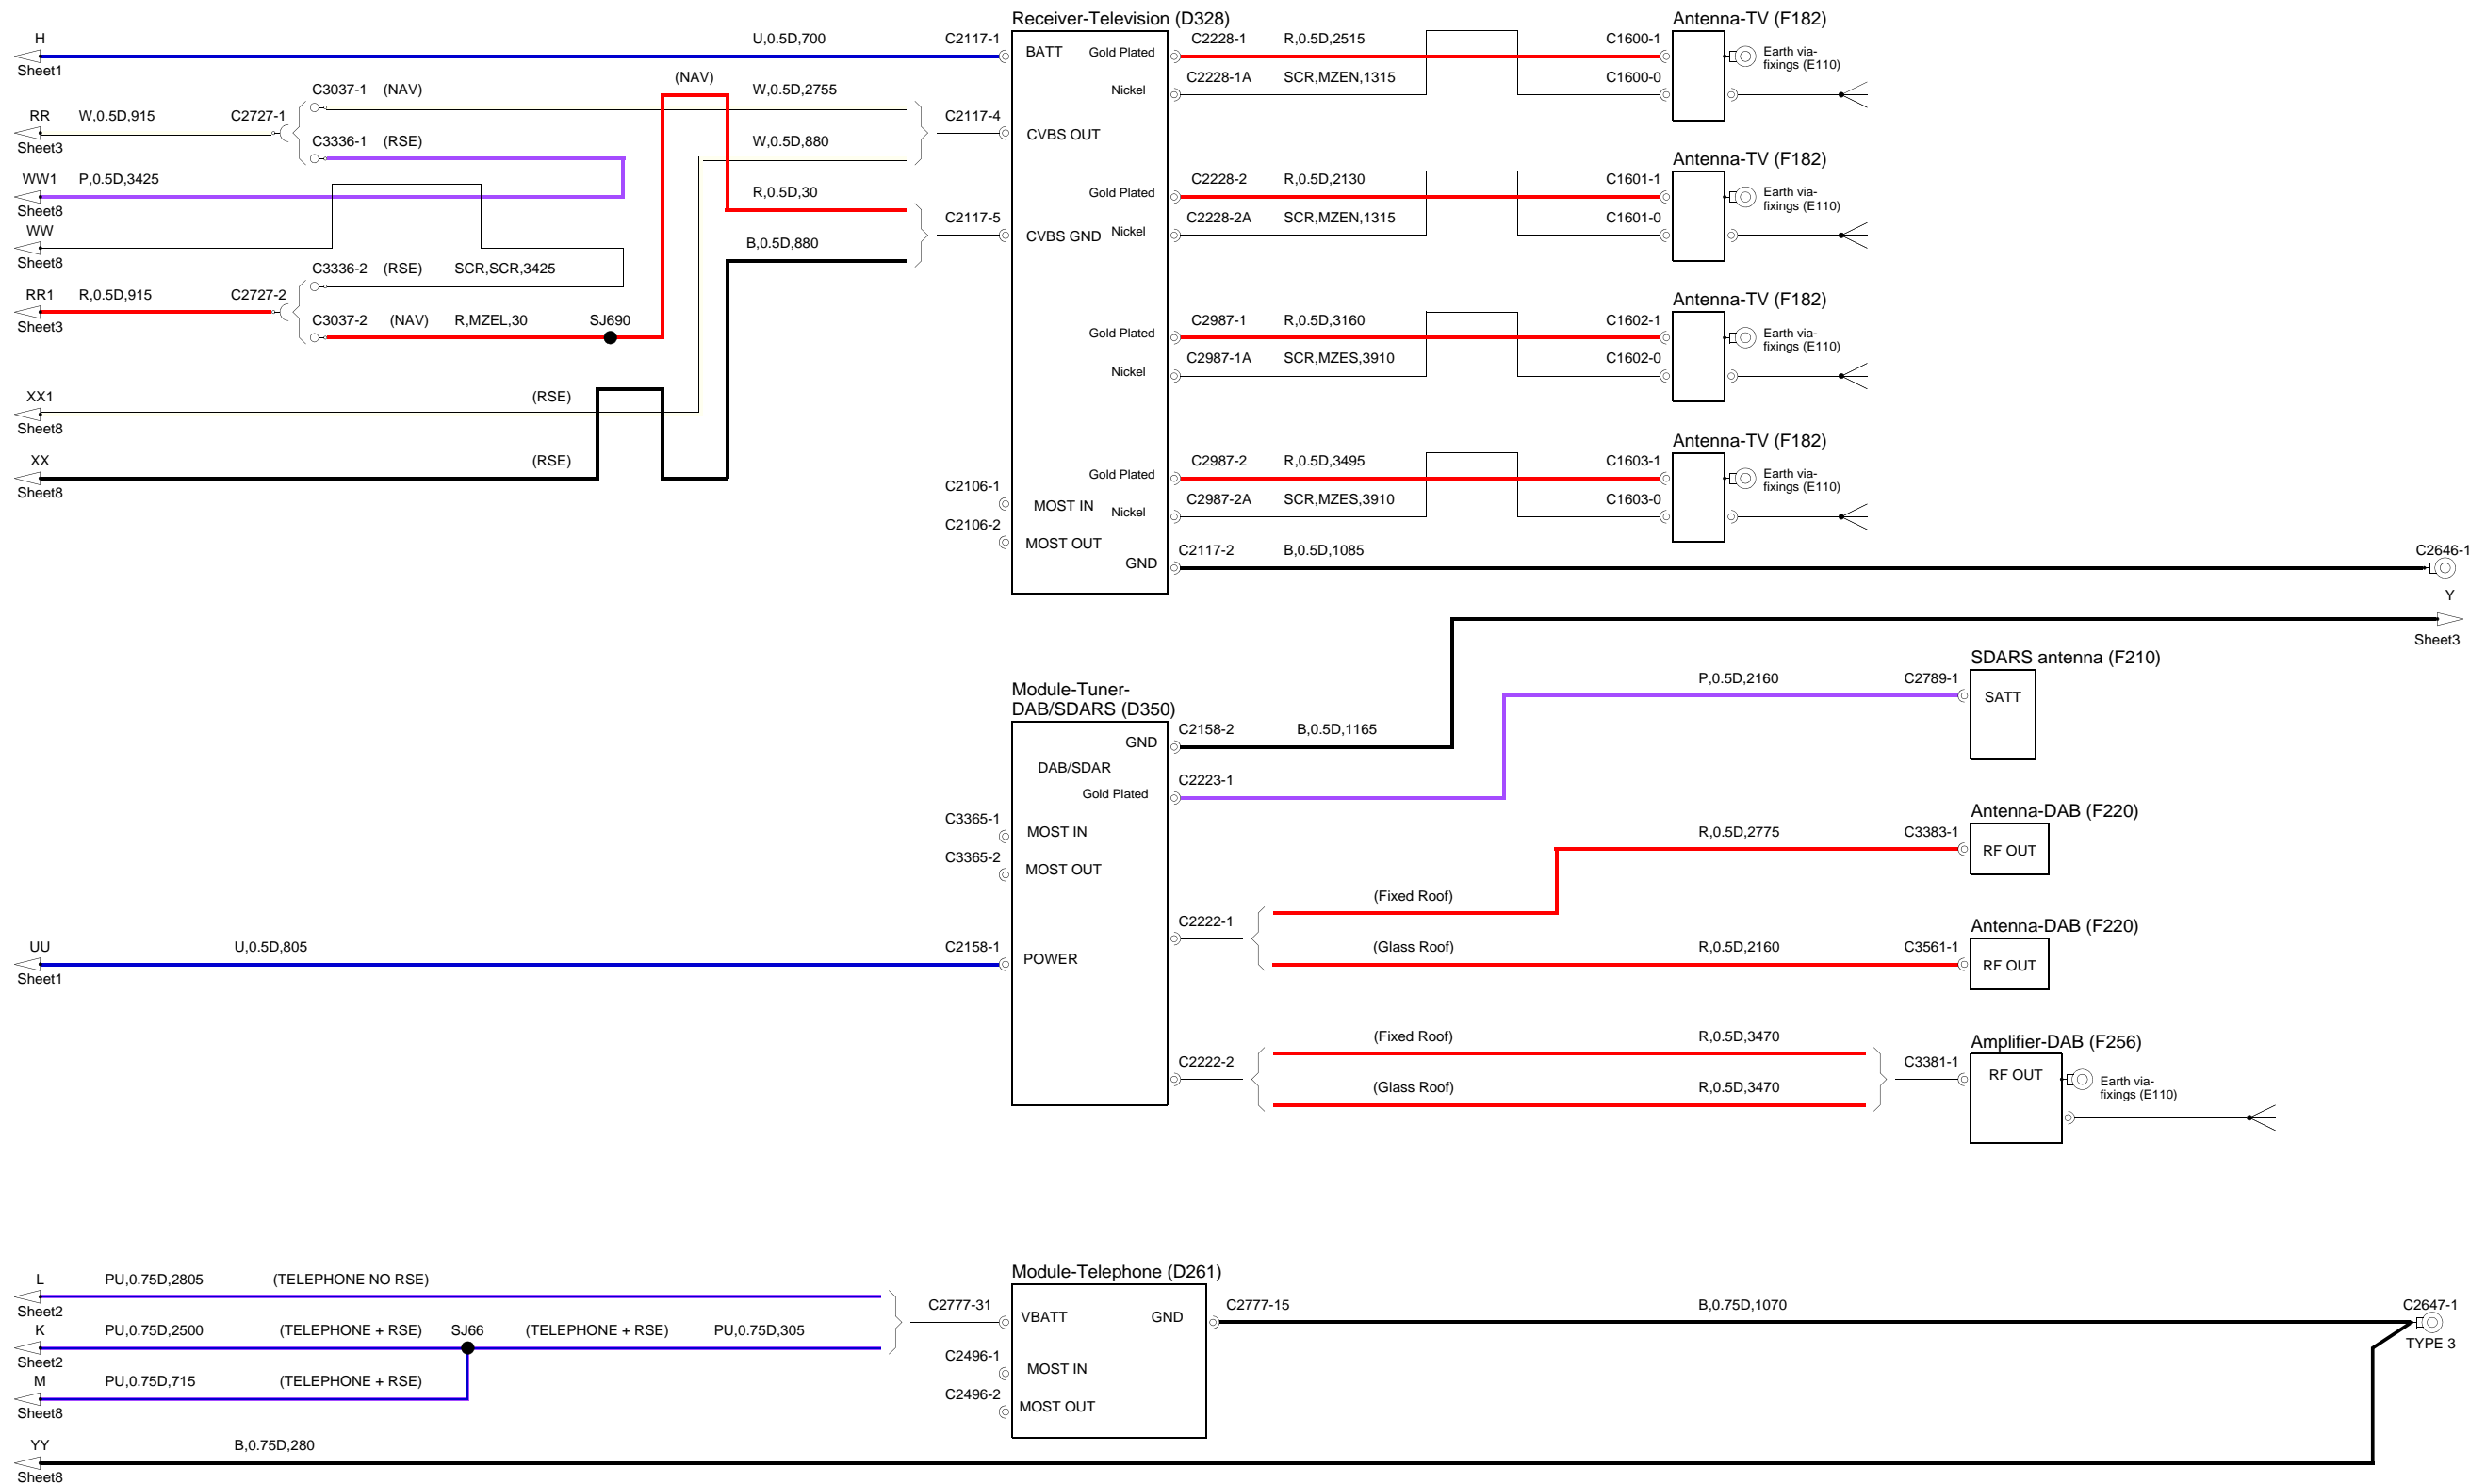 Receiver-Television (D328)
Antenna-TV (F182)
H
U,0.5D,700
C2117-1
BATT
Gold Plated
C2228-1
R,0.5D,2515
C1600-1
Earth via-
fixings (E110)
Sheet1
(NAV)
C3037-1
(NAV)
W,0.5D,2755
Nickel
C2228-1A
SCR,MZEN,1315
C1600-0
RR
W,0.5D,915
C2727-1
C2117-4
CVBS OUT
Sheet3
C3336-1
(RSE)
W,0.5D,880
Antenna-TV (F182)
WW1
P,0.5D,3425
R,0.5D,30
Gold Plated
C2228-2
R,0.5D,2130
C1601-1
Earth via-
fixings (E110)
Sheet8
C2117-5
CVBS GND
Nickel
C2228-2A
SCR,MZEN,1315
C1601-0
WW
B,0.5D,880
Sheet8
C3336-2
(RSE)
SCR,SCR,3425
RR1
R,0.5D,915
C2727-2
Antenna-TV (F182)
Sheet3
C3037-2
(NAV)
R,MZEL,30
SJ690
Gold Plated
C2987-1
R,0.5D,3160
C1602-1
Earth via-
fixings (E110)
Nickel
C2987-1A
SCR,MZES,3910
C1602-0
XX1
(RSE)
Sheet8
Antenna-TV (F182)
XX
(RSE)
Gold Plated
C2987-2
R,0.5D,3495
C1603-1
Earth via-
fixings (E110)
Sheet8
C2106-1
MOST IN
Nickel
C2987-2A
SCR,MZES,3910
C1603-0
C2106-2
MOST OUT
GND
C2117-2
B,0.5D,1085
C2646-1
Y
Sheet3
SDARS antenna (F210)
Module-Tuner-
DAB/SDARS (D350)
P,0.5D,2160
C2789-1
SATT
GND
C2158-2
B,0.5D,1165
DAB/SDAR
Gold Plated
C2223-1
C3365-1
MOST IN
Antenna-DAB (F220)
R,0.5D,2775
C3383-1
RF OUT
C3365-2
MOST OUT
(Fixed Roof)
C2222-1
Antenna-DAB (F220)
UU
U,0.5D,805
C2158-1
POWER
(Glass Roof)
R,0.5D,2160
C3561-1
RF OUT
Sheet1
(Fixed Roof)
R,0.5D,3470
Amplifier-DAB (F256)
C2222-2
C3381-1
RF OUT
Earth via-
fixings (E110)
(Glass Roof)
R,0.5D,3470
Module-Telephone (D261)
L
PU,0.75D,2805
(TELEPHONE NO RSE)
Sheet2
C2777-31
VBATT
GND
C2777-15
B,0.75D,1070
C2647-1
TYPE 3
K
PU,0.75D,2500
(TELEPHONE + RSE)
SJ66
(TELEPHONE + RSE)
PU,0.75D,305
Sheet2
C2496-1
MOST IN
M
PU,0.75D,715
(TELEPHONE + RSE)
Sheet8
C2496-2
MOST OUT
YY
B,0.75D,280
Sheet8